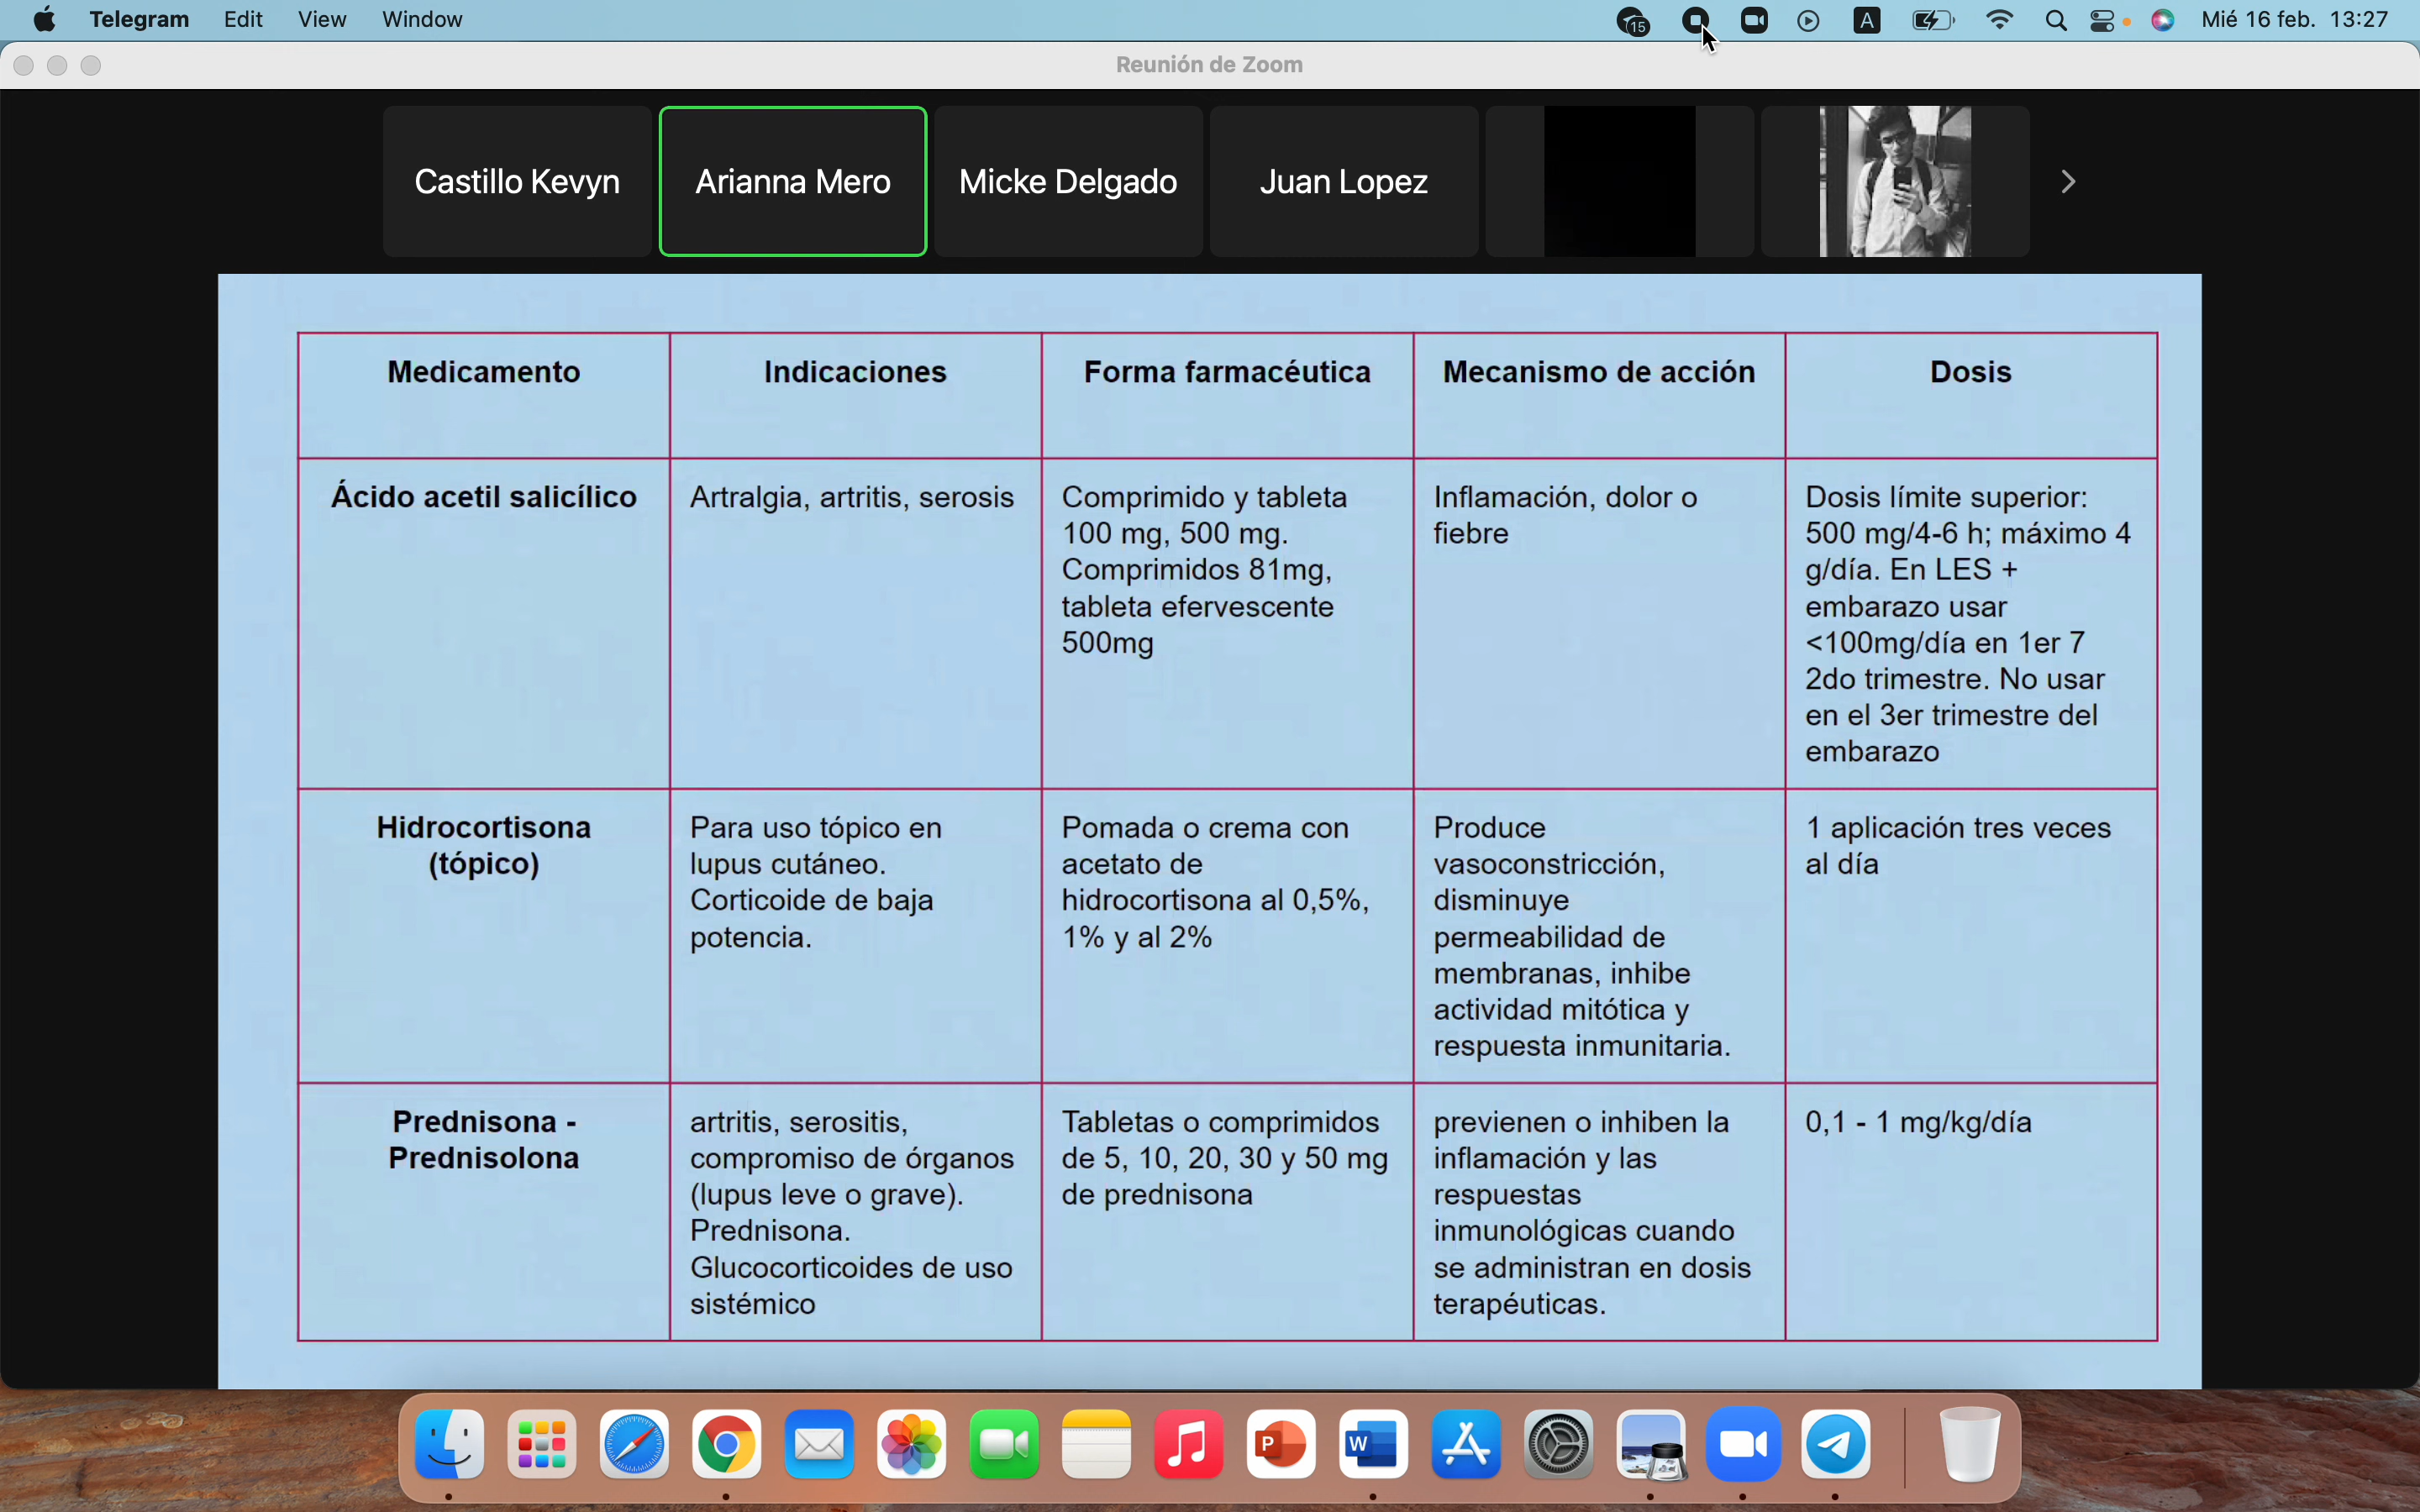 Telegram Edit View Window
15
A
Mié 16 feb. 13:27
Reunión de Zoom
Castillo Kevyn
Arianna Mero
Micke Delgado
Juan Lopez
Medicamento
Indicaciones
Forma farmacéutica
Mecanismo de acción
Dosis
Ácido acetil salicílico
Artralgia, artritis, serosis
Comprimido y tableta
100 mg, 500 mg.
Comprimidos 81mg,
tableta efervescente
500mg
Inflamación, dolor o
fiebre
Dosis límite superior:
500 mg/4-6 h; máximo 4
g/día. En LES +
embarazo usar
<100mg/día en 1er 7
2do trimestre. No usar
en el 3er trimestre del
embarazo
Hidrocortisona
(tópico)
Para uso tópico en
lupus cutáneo.
Corticoide de baja
potencia.
Pomada o crema con
acetato de
hidrocortisona al 0,5%,
1% y al 2%
Produce
vasoconstricción,
disminuye
permeabilidad de
membranas, inhibe
actividad mitótica y
respuesta inmunitaria.
1 aplicación tres veces
al día
Prednisona -
Prednisolona
artritis, serositis,
compromiso de órganos
(lupus leve o grave).
Prednisona.
Glucocorticoides de uso
sistémico
Tabletas o comprimidos
de 5, 10, 20, 30 y 50 mg
de prednisona
previenen o inhiben la
inflamación y las
respuestas
inmunológicas cuando
se administran en dosis
terapéuticas.
0,1 - 1 mg/kg/día
P
W